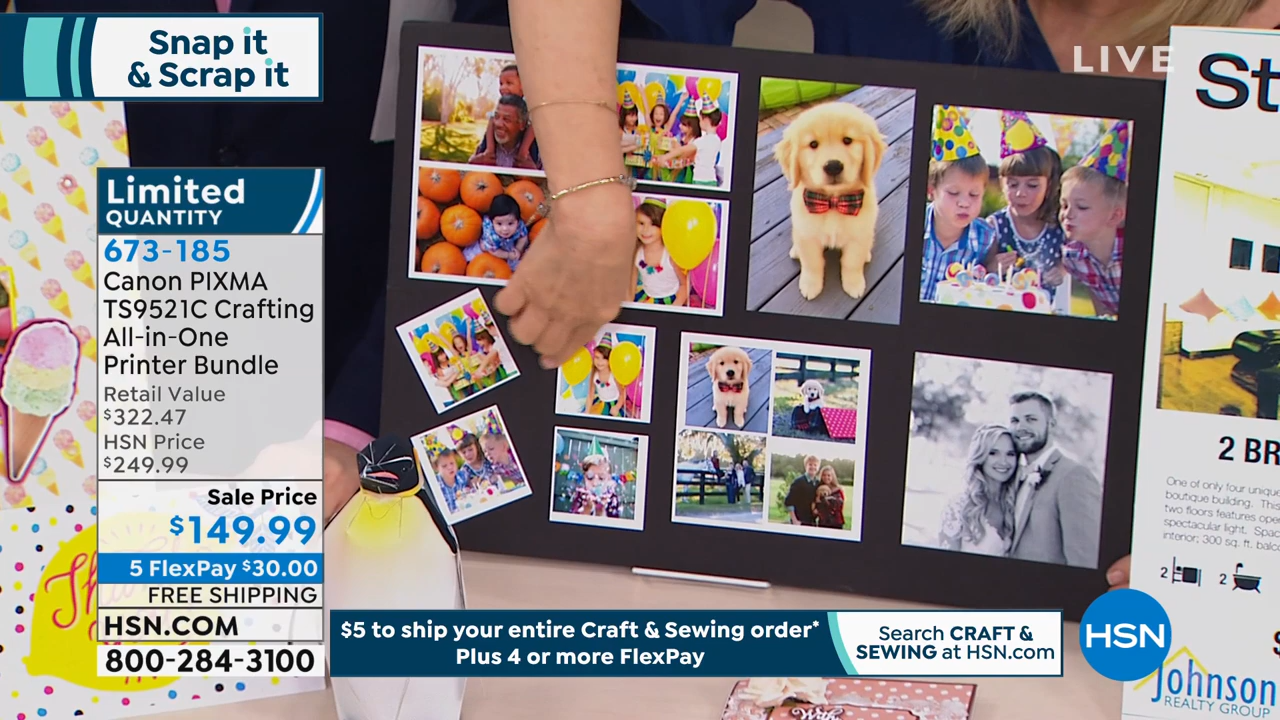 Snap it
& Scrap it
LIVE
St
Limited
QUANTITY
673-185
Canon PIXMA
TS9521C Crafting
All-in-One
Printer Bundle
Retail Value
$322.47
HSN Price
$249.99
Sale Price
$149.99
5 FlexPay $30.00
FREE SHIPPING
HSN.COM
800-284-3100
$5 to ship your entire Craft & Sewing order*
Plus 4 or more FlexPay
Search CRAFT &
SEWING at HSN.com
HSN
2 BR
One of only four
boutique building. This
two floors features
spectacular light.
interior; 300 sq. ft.
2 2
Johnson
REALTY GROUP